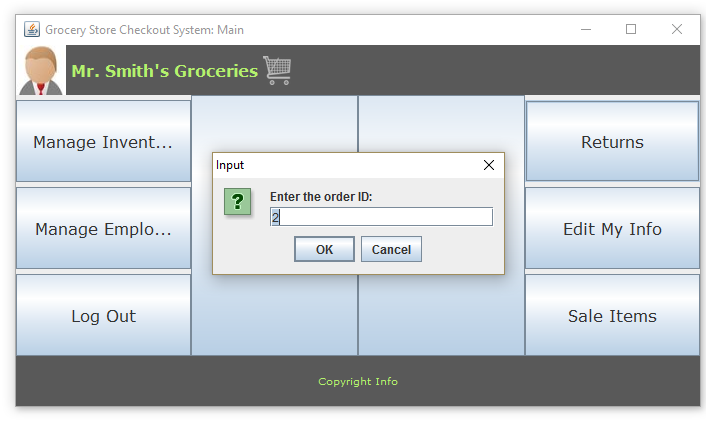 Grocery Store Checkout System: Main
Mr. Smith's Groceries
Manage Invent...
Returns
Input
Enter the order ID:
?
2
OK Cancel
Manage Emplo...
Edit My Info
Log Out
Sale Items
Copyright Info